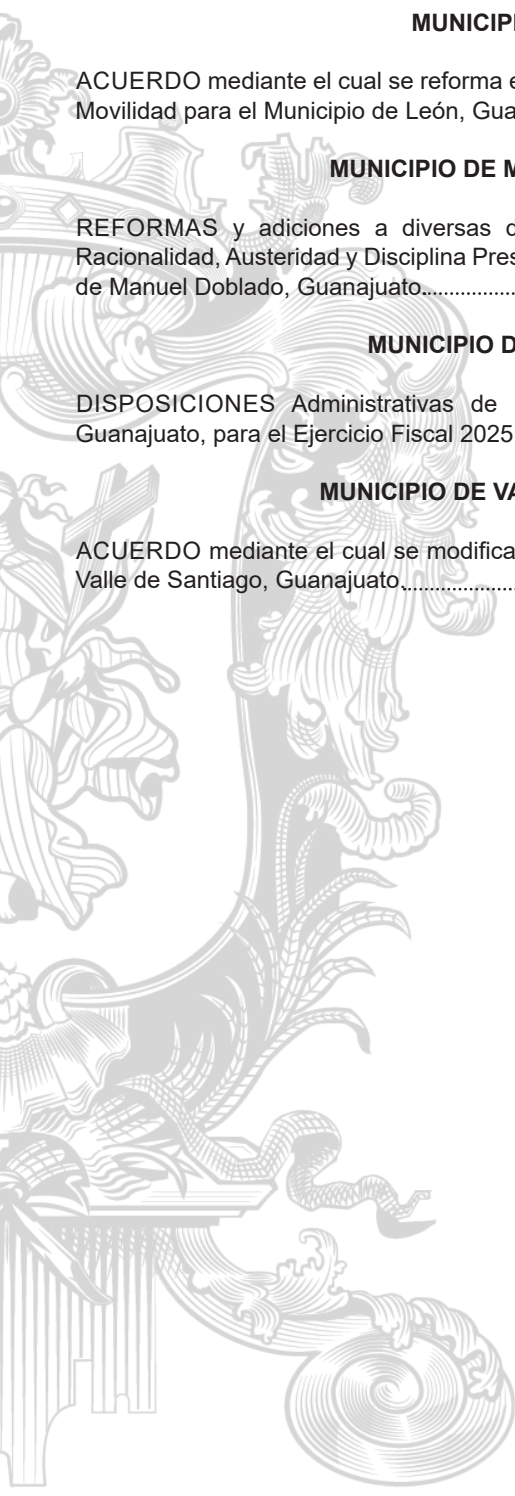 MUNICIPI
ACUERDO mediante el cual se reforma e
Movilidad para el Municipio de León, Gua
MUNICIPIO DE M
REFORMAS y adiciones a diversas d
Racionalidad, Austeridad y Disciplina Pres
de Manuel Doblado, Guanajuato.....................
MUNICIPIO D
DISPOSICIONES Administrativas de
Guanajuato, para el Ejercicio Fiscal 2025
MUNICIPIO DE VA
ACUERDO mediante el cual se modifica
Valle de Santiago, Guanajuato.........................